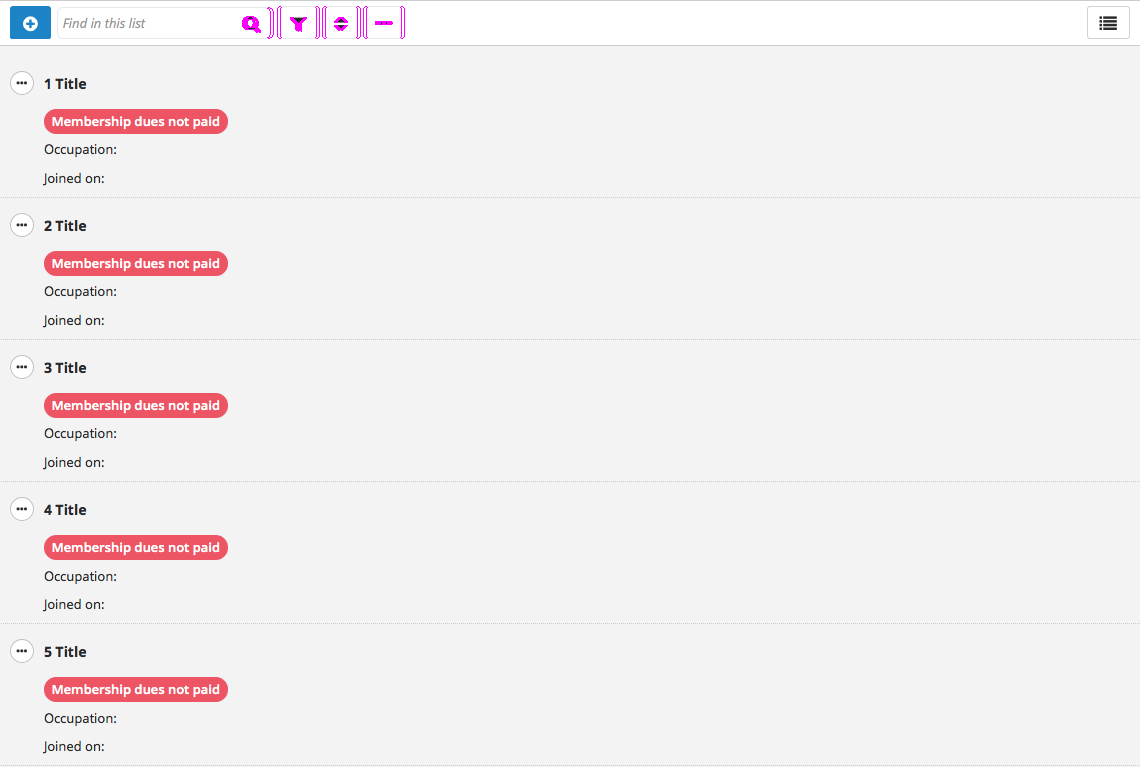 Find in this list
1 Title
Membership dues not paid
Occupation:
Joined on:
2 Title
Membership dues not paid
Occupation:
Joined on:
3 Title
Membership dues not paid
Occupation:
Joined on:
4 Title
Membership dues not paid
Occupation:
Joined on:
5 Title
Membership dues not paid
Occupation:
Joined on: